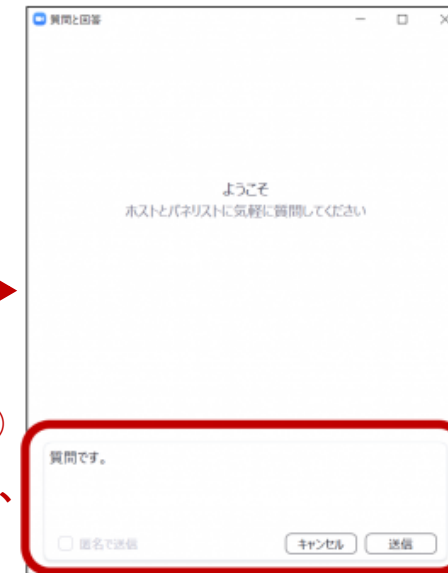 質問と回答
ようこそ
ホストとパネリストに気軽に質問してください
質問です。
匿名で送信
キャンセル
送信